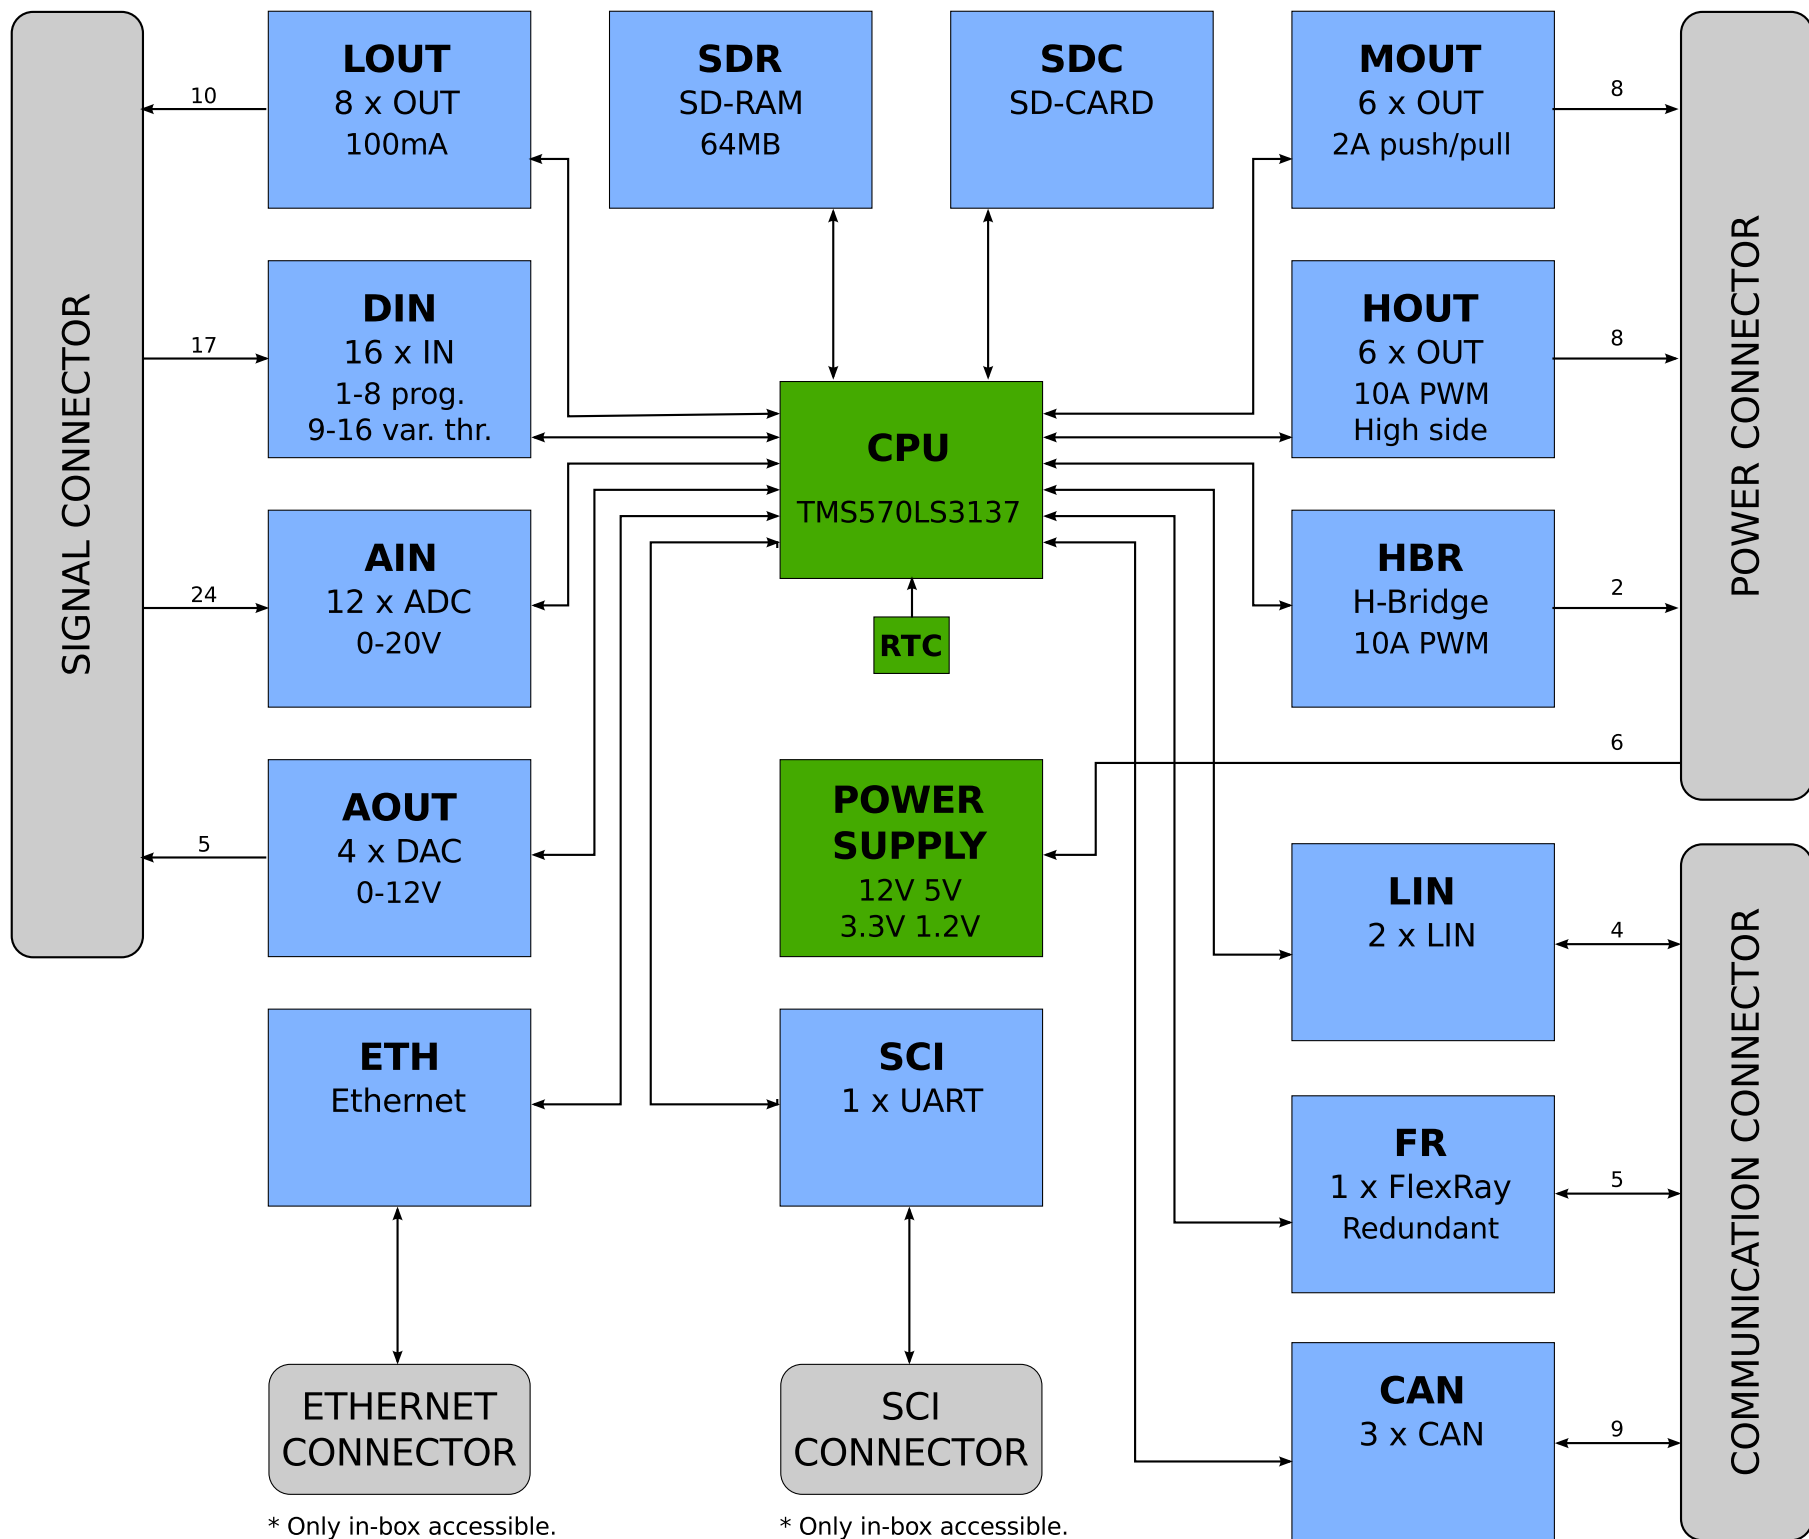 SIGNAL CONNECTOR
10
LOUT
8 x OUT
100mA
SDR
SD-RAM
64MB
SDC
SD-CARD
MOUT
6 x OUT
2A push/pull
8
POWER CONNECTOR
17
DIN
16 x IN
1-8 prog.
9-16 var. thr.
HOUT
6 x OUT
10A PWM
High side
8
CPU
TMS570LS3137
24
AIN
12 x ADC
0-20V
RTC
HBR
H-Bridge
10A PWM
2
6
5
AOUT
4 x DAC
0-12V
POWER
SUPPLY
12V 5V
3.3V 1.2V
LIN
2 x LIN
4
COMMUNICATION CONNECTOR
ETH
Ethernet
SCI
1 x UART
FR
1 x FlexRay
Redundant
5
CAN
3 x CAN
9
ETHERNET
CONNECTOR
* Only in-box accessible.
SCI
CONNECTOR
* Only in-box accessible.